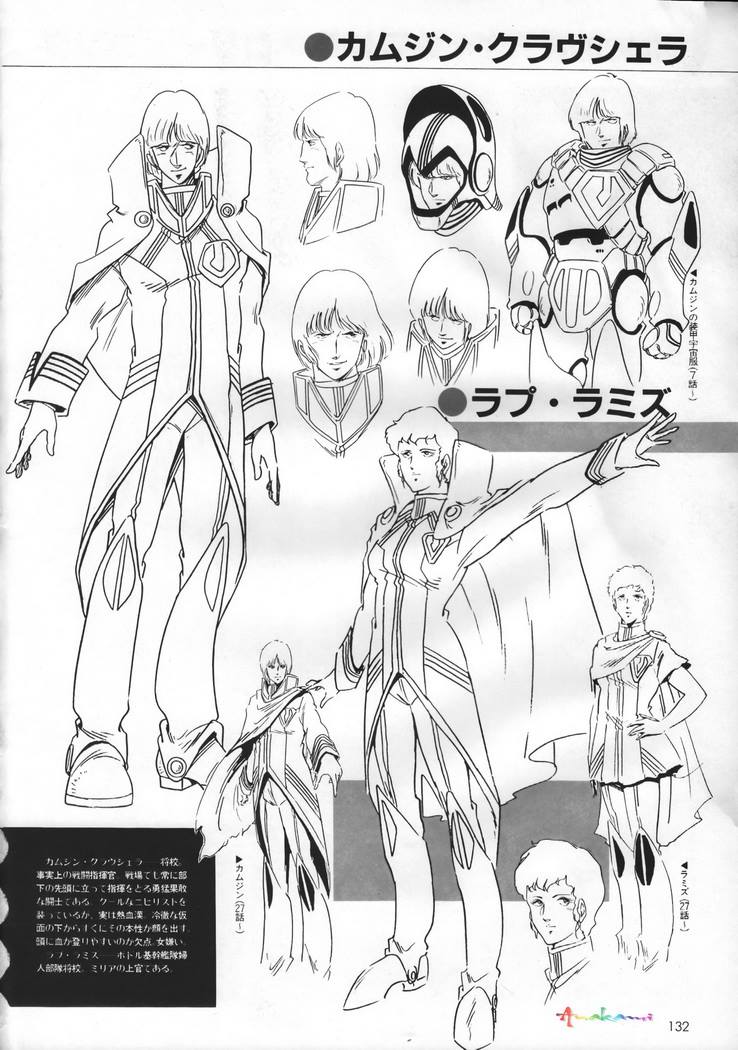 ●カムジン・クラヴシェラ
◀カムジンの装甲宇宙服(7話〜)
●ラプ・ラミズ
◀カムジン(27話〜)
◀ラミズ(27話〜)
カムジン・クラヴシェラ——将校。
事実上の戦闘指揮官。戦場でも常に部
下の先頭に立って指揮をとる勇猛果敢
な闘士である。クールなニヒリストを
装っているが、実は熱血漢。冷徹な仮
面の下からすぐにその本性が顔を出す。
頭に血が登りやすいのが欠点。女嫌い。
ラプ・ラミズ——ボドル基幹艦隊婦
人部隊将校。ミリアの上官である。
Anakami
132